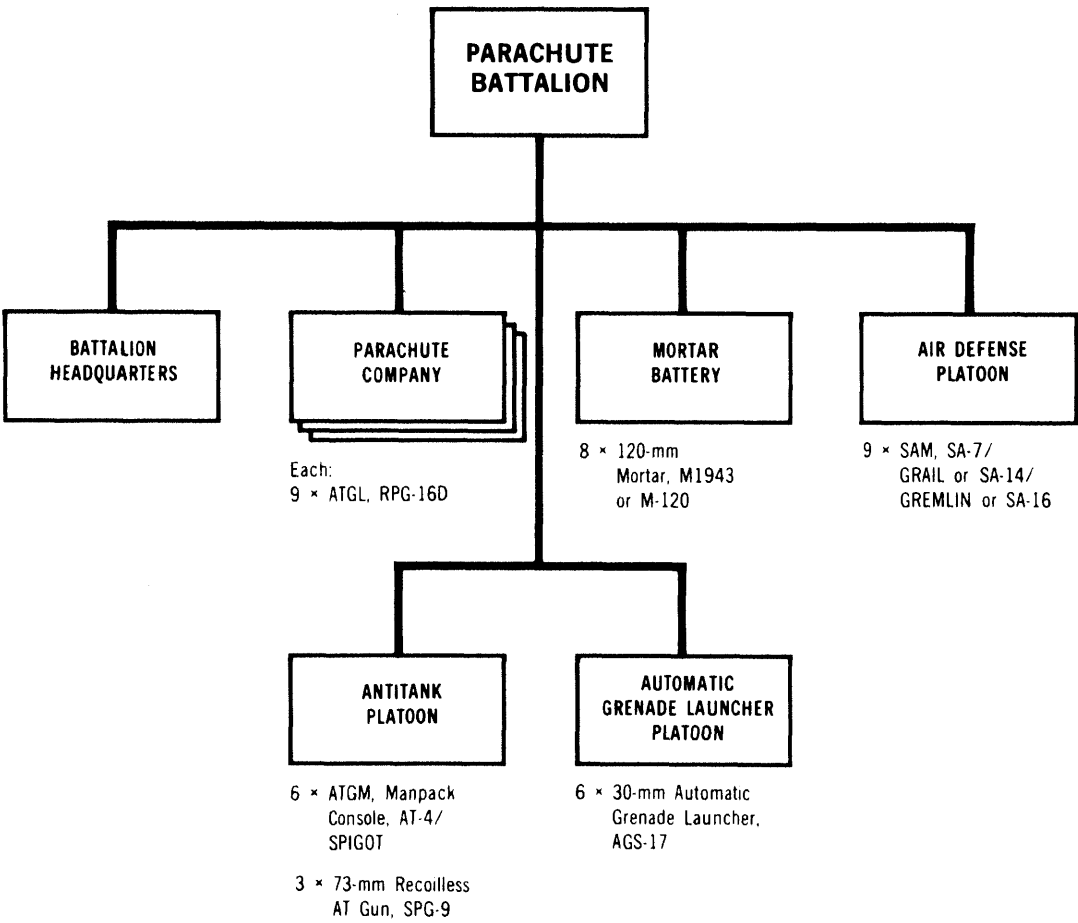 PARACHUTE
BATTALION
BATTALION
HEADQUARTERS
PARACHUTE
COMPANY
MORTAR
BATTERY
AIR DEFENSE
PLATOON
Each:
9 × ATGL, RPG-16D
8 × 120-mm
Mortar, M1943
or M-120
9 × SAM, SA-7/
GRAIL or SA-14/
GREMLIN or SA-16
ANTITANK
PLATOON
AUTOMATIC
GRENADE LAUNCHER
PLATOON
6 × ATGM, Manpack
Console, AT-4/
SPIGOT
3 × 73-mm Recoilless
AT Gun, SPG-9
6 × 30-mm Automatic
Grenade Launcher,
AGS-17